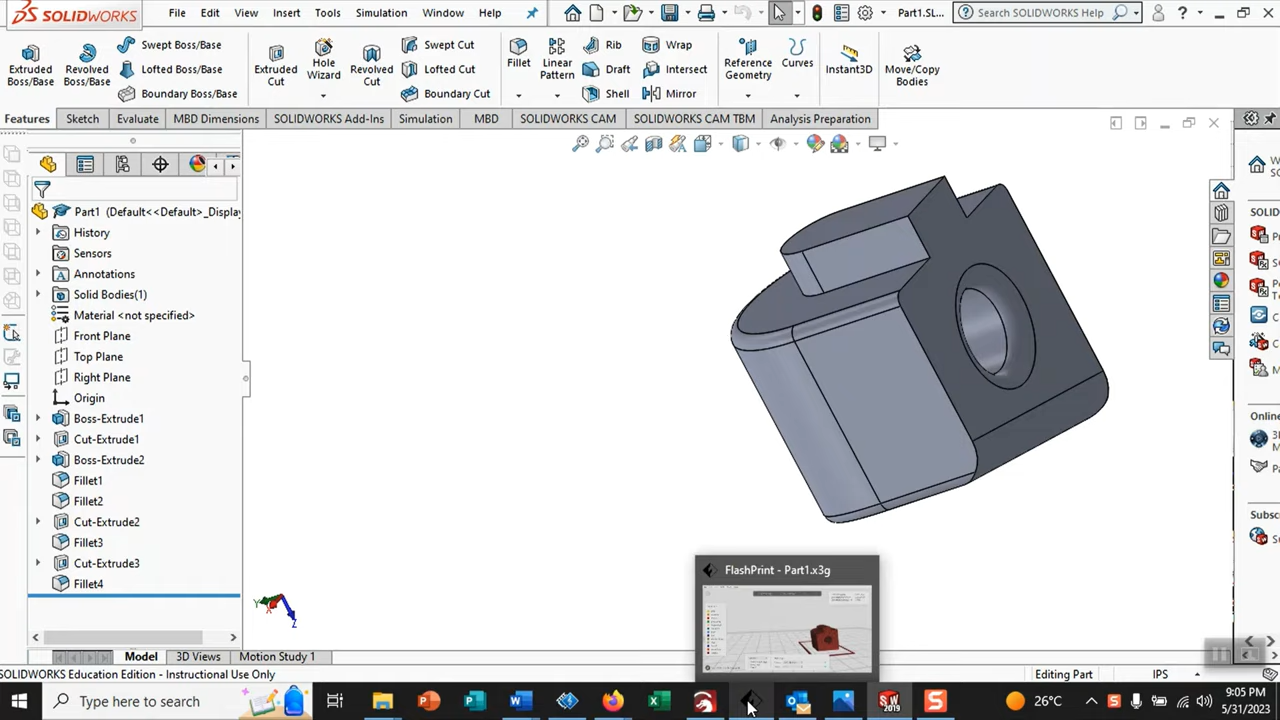 SOLIDWORKS File Edit View Insert Tools Simulation Window Help Part1.SL... Search SOLIDWORKS Help ?
Extruded Boss/Base
Revolved Boss/Base
Swept Boss/Base
Lofted Boss/Base
Boundary Boss/Base
Extruded Cut
Hole Wizard
Revolved Cut
Swept Cut
Lofted Cut
Boundary Cut
Fillet
Linear Pattern
Rib
Draft
Shell
Wrap
Intersect
Mirror
Reference Geometry
Curves
Instant3D
Move/Copy Bodies
Features Sketch Evaluate MBD Dimensions SOLIDWORKS Add-Ins Simulation MBD SOLIDWORKS CAM SOLIDWORKS CAM TBM Analysis Preparation
Part1 (Default<<Default>_Display
History
Sensors
Annotations
Solid Bodies(1)
Material <not specified>
Front Plane
Top Plane
Right Plane
Origin
Boss-Extrude1
Cut-Extrude1
Boss-Extrude2
Fillet1
Fillet2
Cut-Extrude2
Fillet3
Cut-Extrude3
Fillet4
Y
Z
W
SC
SOLID
Online
3D
Subsc
FlashPrint - Part1.x3g
Model 3D Views Motion Study 1
SOLIDWORKS Education Edition - Instructional Use Only Editing Part IPS
Type here to search
SW
2019
26°C
9:05 PM
5/31/2023